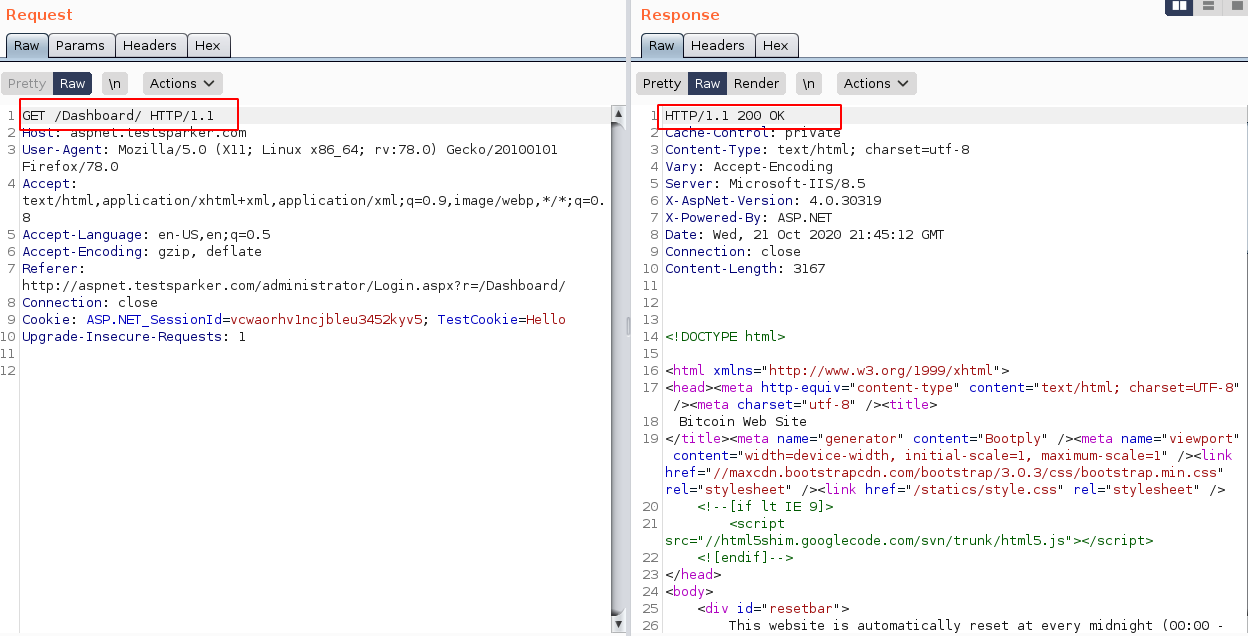 Request
Raw Params Headers Hex
Pretty Raw \n Actions
1 GET /Dashboard/ HTTP/1.1
2 Host: aspnet.testsparker.com
3 User-Agent: Mozilla/5.0 (X11; Linux x86_64; rv:78.0) Gecko/20100101
Firefox/78.0
4 Accept:
text/html,application/xhtml+xml,application/xml;q=0.9,image/webp,*/*;q=0.
8
5 Accept-Language: en-US,en;q=0.5
6 Accept-Encoding: gzip, deflate
7 Referer:
http://aspnet.testsparker.com/administrator/Login.aspx?r=/Dashboard/
8 Connection: close
9 Cookie: ASP.NET_SessionId=vcwaorhv1ncjbleu3452kyv5; TestCookie=Hello
10 Upgrade-Insecure-Requests: 1
11
12
Response
Raw Headers Hex
Pretty Raw Render \n Actions
1 HTTP/1.1 200 OK
2 Cache-Control: private
3 Content-Type: text/html; charset=utf-8
4 Vary: Accept-Encoding
5 Server: Microsoft-IIS/8.5
6 X-AspNet-Version: 4.0.30319
7 X-Powered-By: ASP.NET
8 Date: Wed, 21 Oct 2020 21:45:12 GMT
9 Connection: close
10 Content-Length: 3167
11
12
13
14 <!DOCTYPE html>
15
16 <html xmlns="http://www.w3.org/1999/xhtml">
17 <head><meta http-equiv="content-type" content="text/html; charset=UTF-8"
/><meta charset="utf-8" /><title>
18 Bitcoin Web Site
19 </title><meta name="generator" content="Bootply" /><meta name="viewport"
content="width=device-width, initial-scale=1, maximum-scale=1" /><link
href="//maxcdn.bootstrapcdn.com/bootstrap/3.0.3/css/bootstrap.min.css"
rel="stylesheet" /><link href="/statics/style.css" rel="stylesheet" />
20 <!--[if lt IE 9]>
21 <script
src="//html5shim.googlecode.com/svn/trunk/html5.js"></script>
22 <![endif]-->
23 </head>
24 <body>
25 <div id="resetbar">
26 This website is automatically reset at every midnight (00:00 -